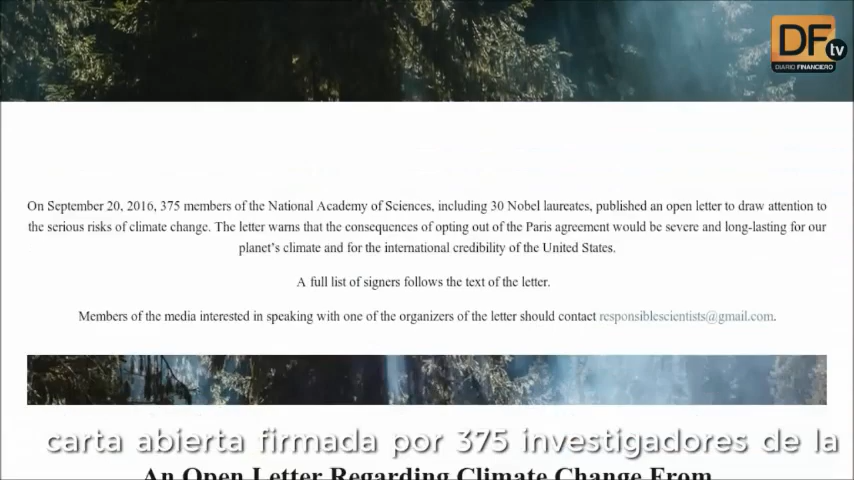 DF
tv
DIARIO FINANCIERO
On September 20, 2016, 375 members of the National Academy of Sciences, including 30 Nobel laureates, published an open letter to draw attention to
the serious risks of climate change. The letter warns that the consequences of opting out of the Paris agreement would be severe and long-lasting for our
planet's climate and for the international credibility of the United States.
A full list of signers follows the text of the letter.
Members of the media interested in speaking with one of the organizers of the letter should contact responsiblescientists@gmail.com.
carta abierta firmada por 375 investigadores de la
An Open Letter Regarding Climate Change From